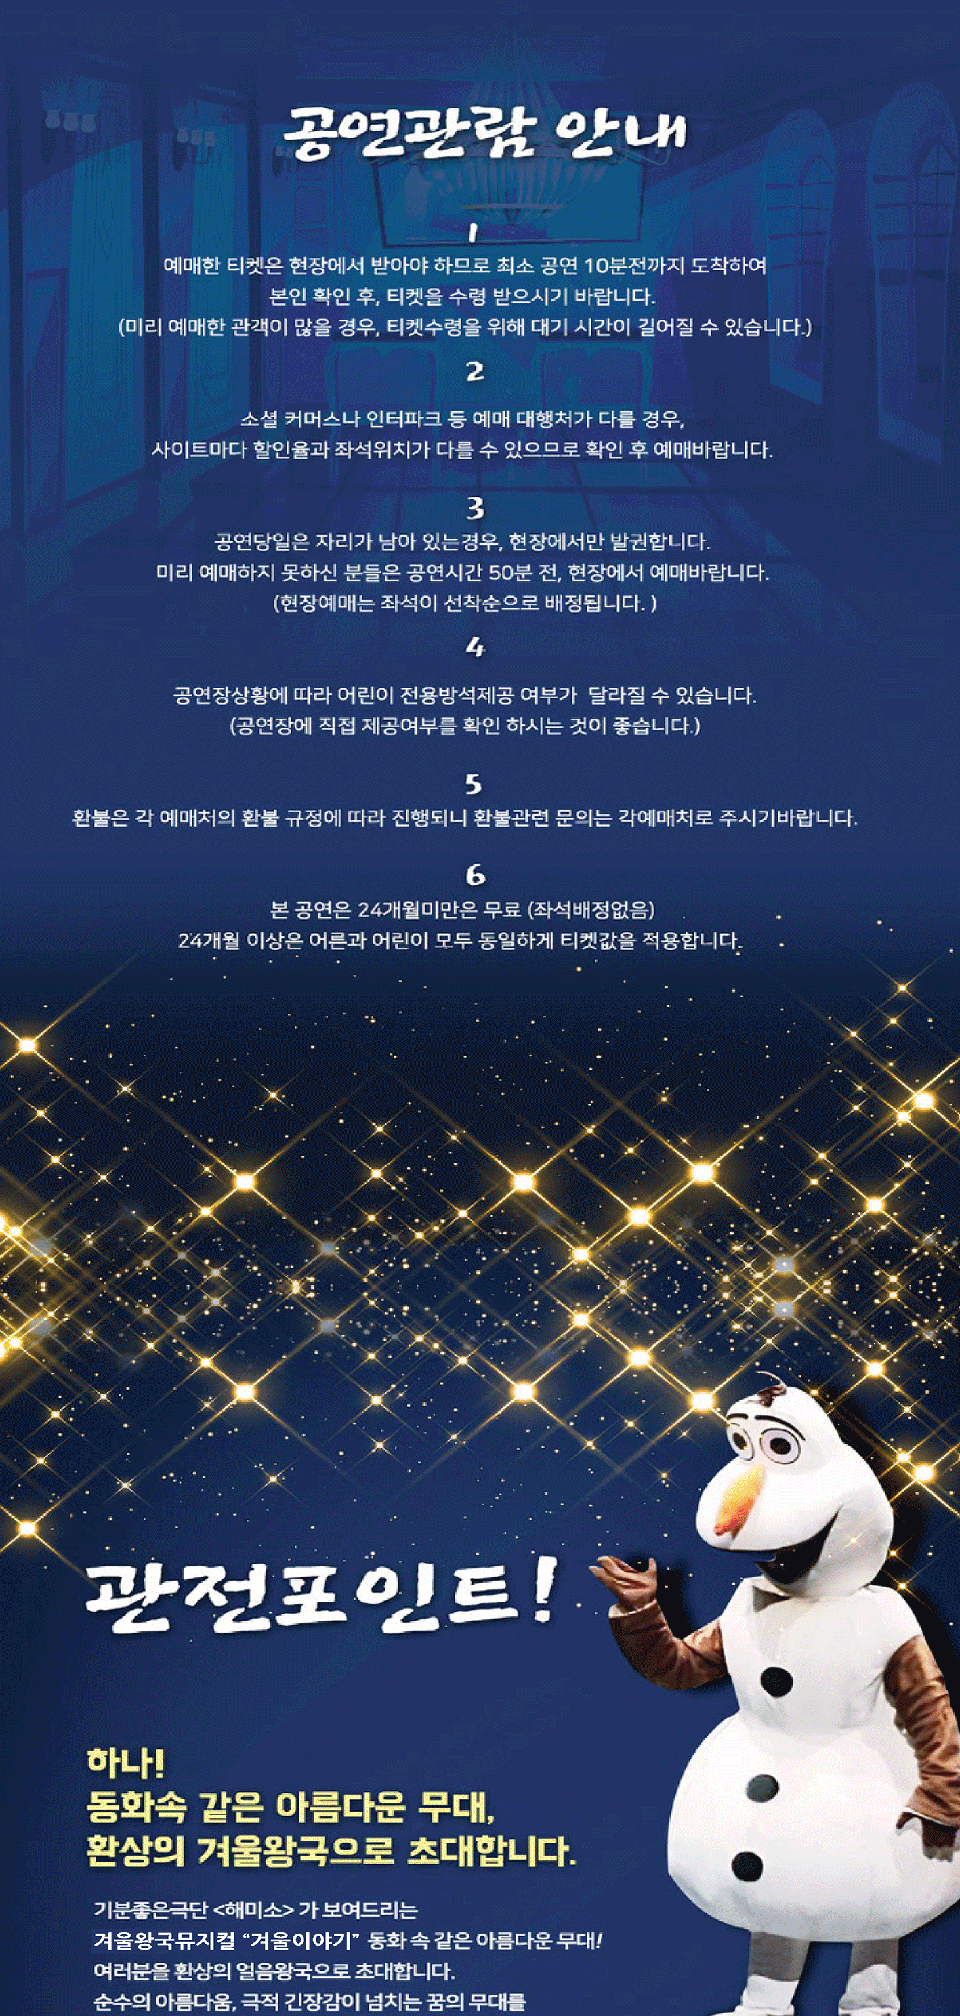 공연관람 안내
1
예매한 티켓은 현장에서 받아야 하므로 최소 공연 10분전까지 도착하여
본인 확인 후, 티켓을 수령 받으시기 바랍니다.
(미리 예매한 관객이 많을 경우, 티켓수령을 위해 대기 시간이 길어질 수 있습니다.)
2
소셜 커머스나 인터파크 등 예매 대행처가 다를 경우,
사이트마다 할인율과 좌석위치가 다를 수 있으므로 확인 후 예매바랍니다.
3
공연당일은 자리가 남아 있는경우, 현장에서만 발권합니다.
미리 예매하지 못하신 분들은 공연시간 50분 전, 현장에서 예매바랍니다.
(현장예매는 좌석이 선착순으로 배정됩니다. )
4
공연장상황에 따라 어린이 전용방석제공 여부가 달라질 수 있습니다.
(공연장에 직접 제공여부를 확인 하시는 것이 좋습니다.)
5
환불은 각 예매처의 환불 규정에 따라 진행되니 환불관련 문의는 각예매처로 주시기바랍니다.
6
본 공연은 24개월미만은 무료 (좌석배정없음)
24개월 이상은 어른과 어린이 모두 동일하게 티켓값을 적용합니다.
관전포인트!
하나!
동화속 같은 아름다운 무대,
환상의 겨울왕국으로 초대합니다.
기분좋은극단 <해미소> 가 보여드리는
겨울왕국뮤지컬 “겨울이야기” 동화 속 같은 아름다운 무대!
여러분을 환상의 얼음왕국으로 초대합니다.
순수의 아름다움, 극적 긴장감이 넘치는 꿈의 무대를